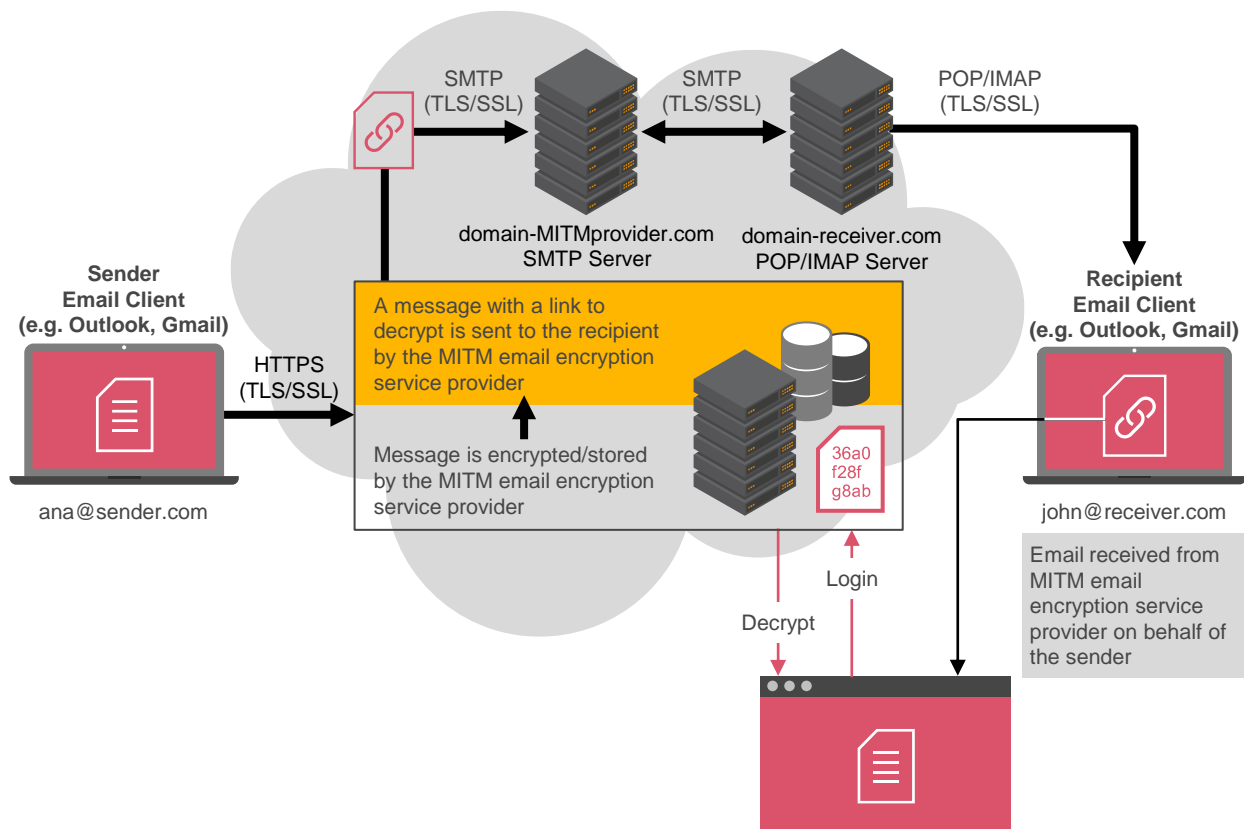 SMTP
(TLS/SSL)
SMTP
(TLS/SSL)
POP/IMAP
(TLS/SSL)
domain-MITMprovider.com
SMTP Server
domain-receiver.com
POP/IMAP Server
Sender
Email Client
(e.g. Outlook, Gmail)
Recipient
Email Client
(e.g. Outlook, Gmail)
HTTPS
(TLS/SSL)
A message with a link to
decrypt is sent to the recipient
by the MITM email encryption
service provider
Message is encrypted/stored
by the MITM email encryption
service provider
36a0
f28f
g8ab
ana@sender.com
john@receiver.com
Email received from
MITM email
encryption service
provider on behalf of
the sender
Login
Decrypt